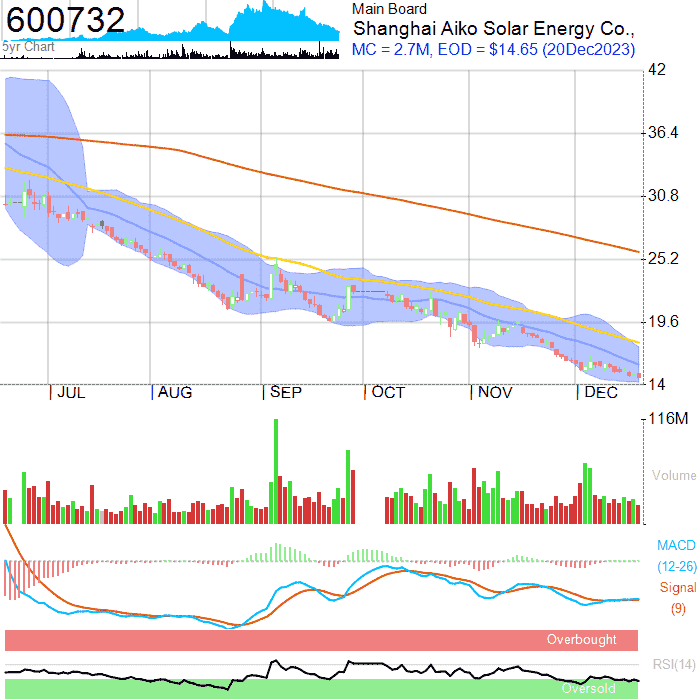 600732
5yr Chart
Main Board
Shanghai Aiko Solar Energy Co.,
MC = 2.7M, EOD = $14.65 (20Dec2023)
42
36.4
30.8
25.2
19.6
14
JUL AUG SEP OCT NOV DEC
116M
Volume
MACD
(12-26)
Signal
(9)
Overbought
RSI(14)
Oversold